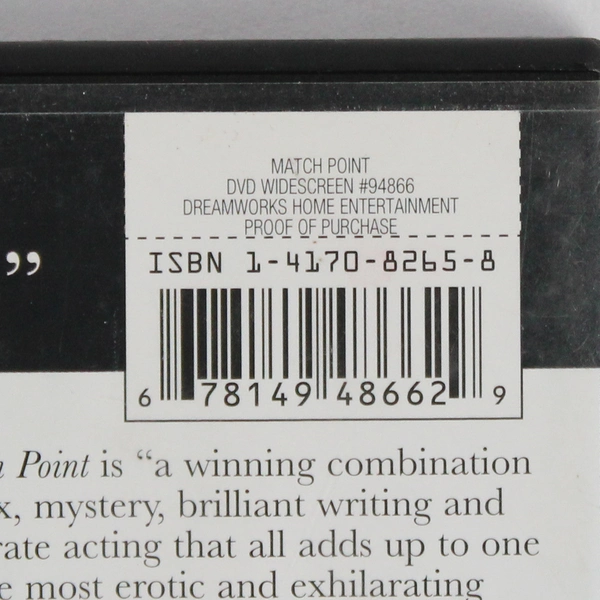 MATCH POINT
DVD WIDESCREEN #94866
DREAMWORKS HOME ENTERTAINMENT
PROOF OF PURCHASE
”
ISBN 1-4170-8265-8
6 78149 48662 9
Point is “a winning combination
mystery, brilliant writing and
acting that all adds up to one
most erotic and exhilarating